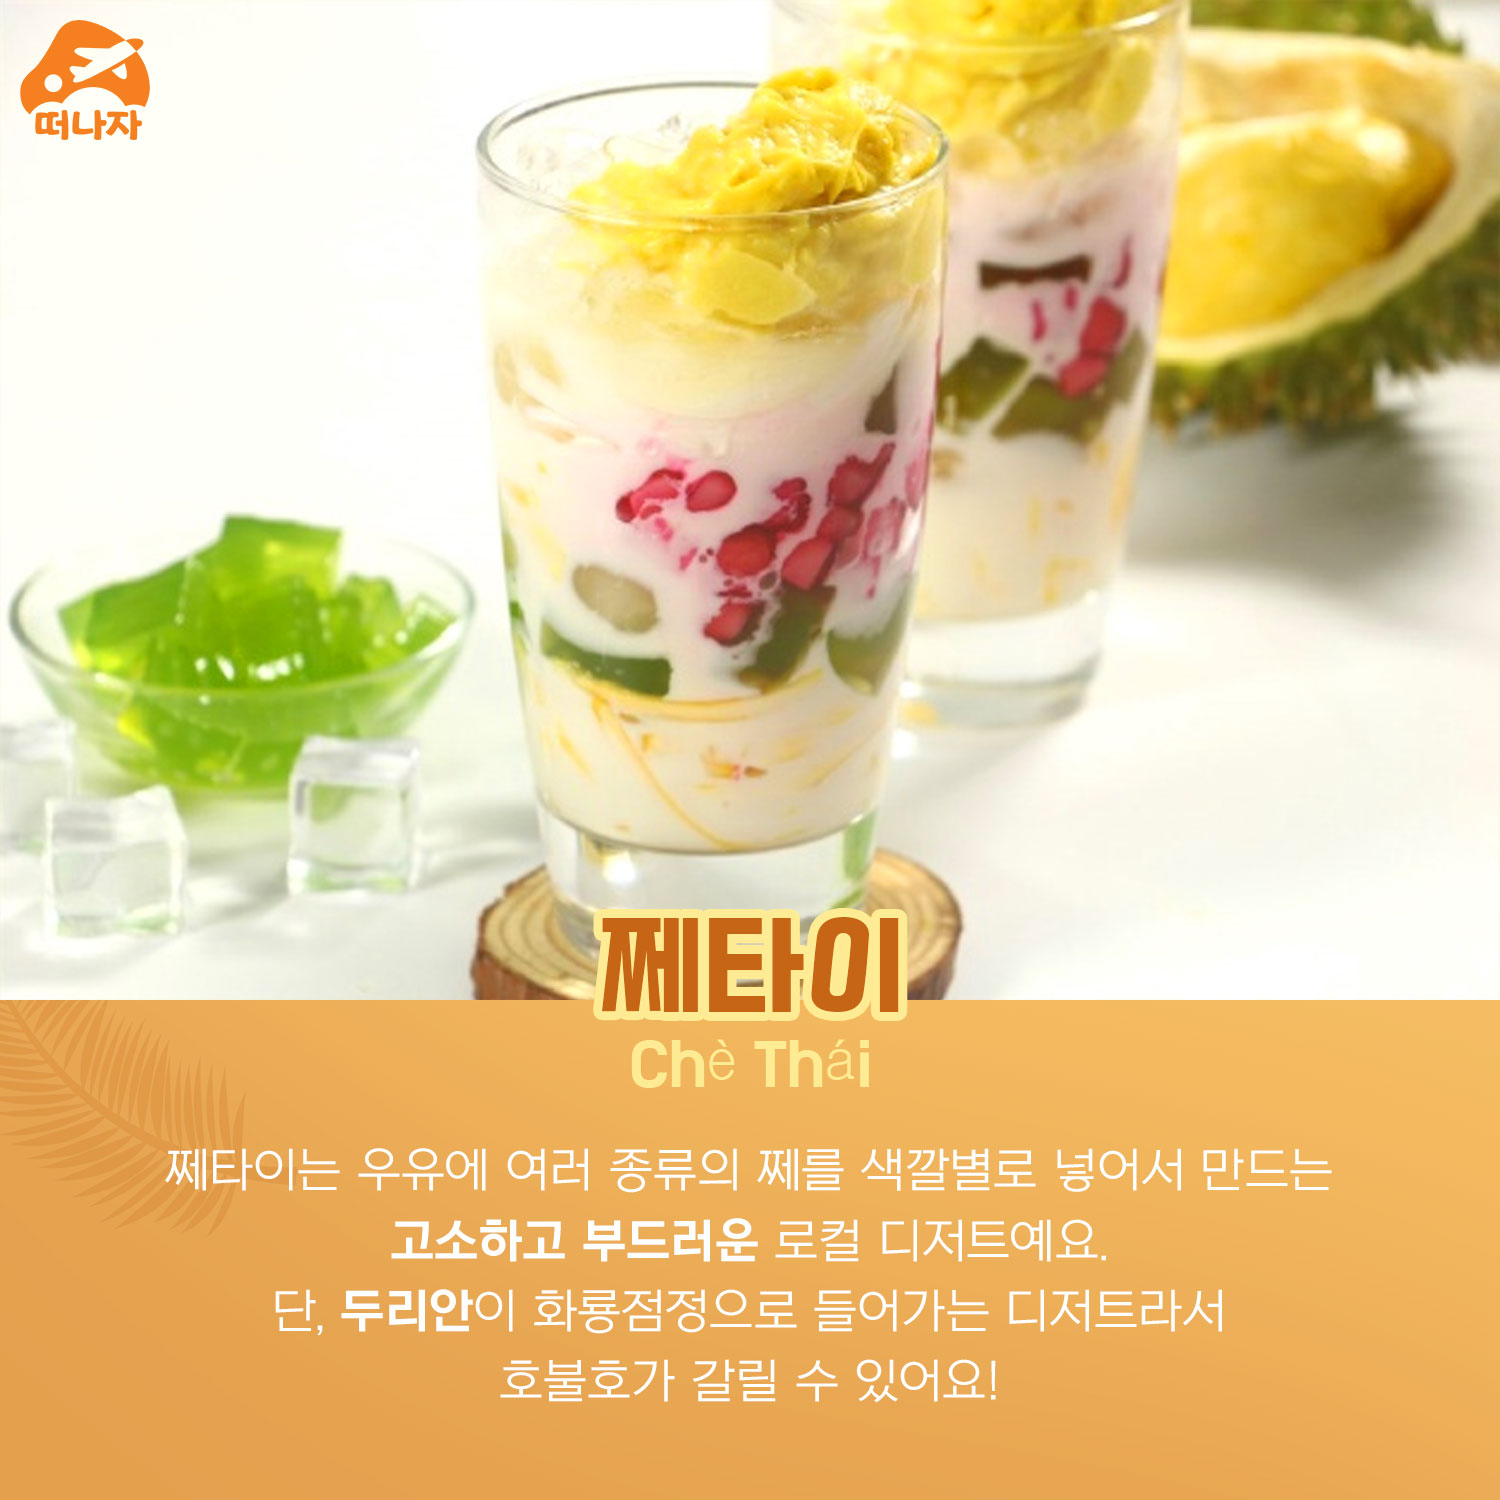 떠나자
쩨타이
Chè Thái
쩨타이는 우유에 여러 종류의 쩨를 색깔별로 넣어서 만드는
고소하고 부드러운 로컬 디저트예요.
단, 두리안이 화룡점정으로 들어가는 디저트라서
호불호가 갈릴 수 있어요!